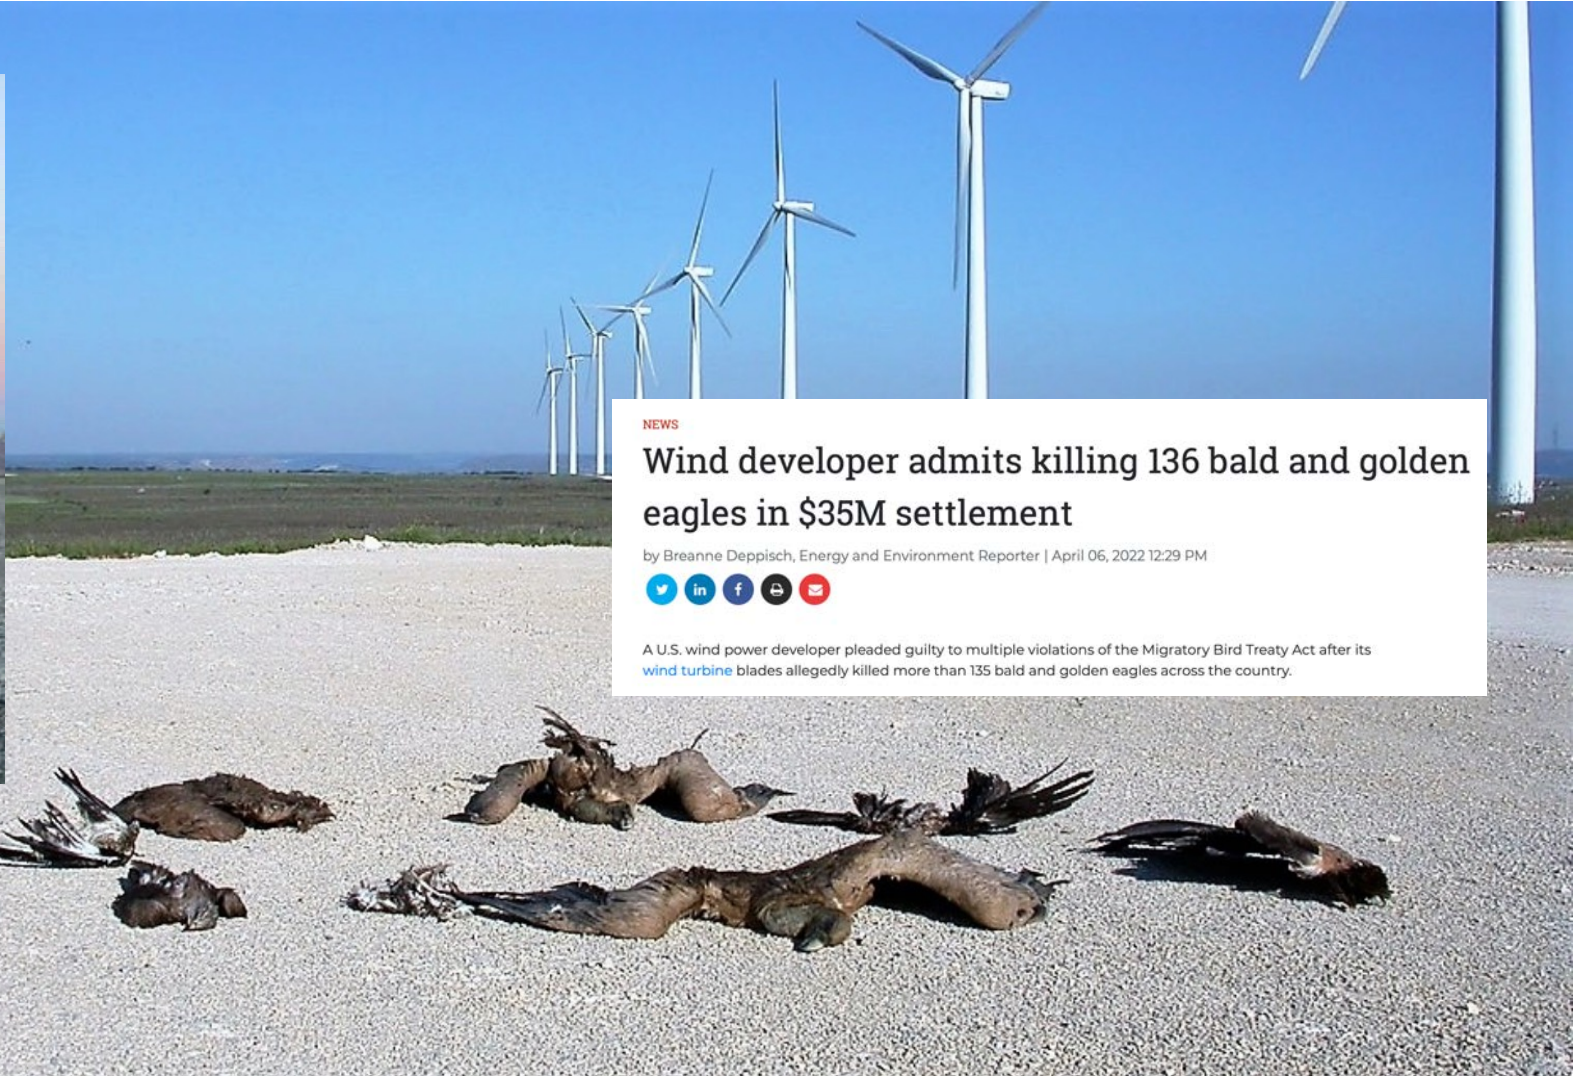 NEWS
Wind developer admits killing 136 bald and golden
eagles in $35M settlement
by Breanne Deppisch, Energy and Environment Reporter | April 06, 2022 12:29 PM
A U.S. wind power developer pleaded guilty to multiple violations of the Migratory Bird Treaty Act after its
wind turbine blades allegedly killed more than 135 bald and golden eagles across the country.